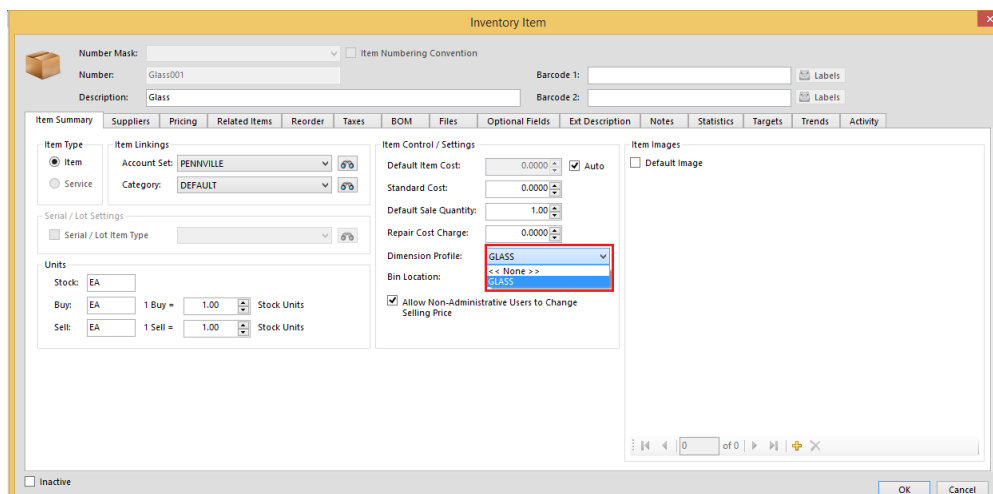 Inventory Item
Number Mask:
Item Numbering Convention
Number: Glass001
Barcode 1: Labels
Description: Glass
Barcode 2: Labels
Item Summary Suppliers Pricing Related Items Reorder Taxes BOM Files Optional Fields Ext Description Notes Statistics Targets Trends Activity
Item Type
Item
Service
Item Linkings
Account Set: PENNVILLE
Category: DEFAULT
Serial / Lot Settings
Serial / Lot Item Type
Units
Stock: EA
Buy: EA 1 Buy = 1.00 Stock Units
Sell: EA 1 Sell = 1.00 Stock Units
Item Control / Settings
Default Item Cost: 0.0000 Auto
Standard Cost: 0.0000
Default Sale Quantity: 1.00
Repair Cost Charge: 0.0000
Dimension Profile: GLASS
<< None >>
GLASS
Bin Location:
Allow Non-Administrative Users to Change
Selling Price
Item Images
Default Image
0 of 0
Inactive
OK Cancel